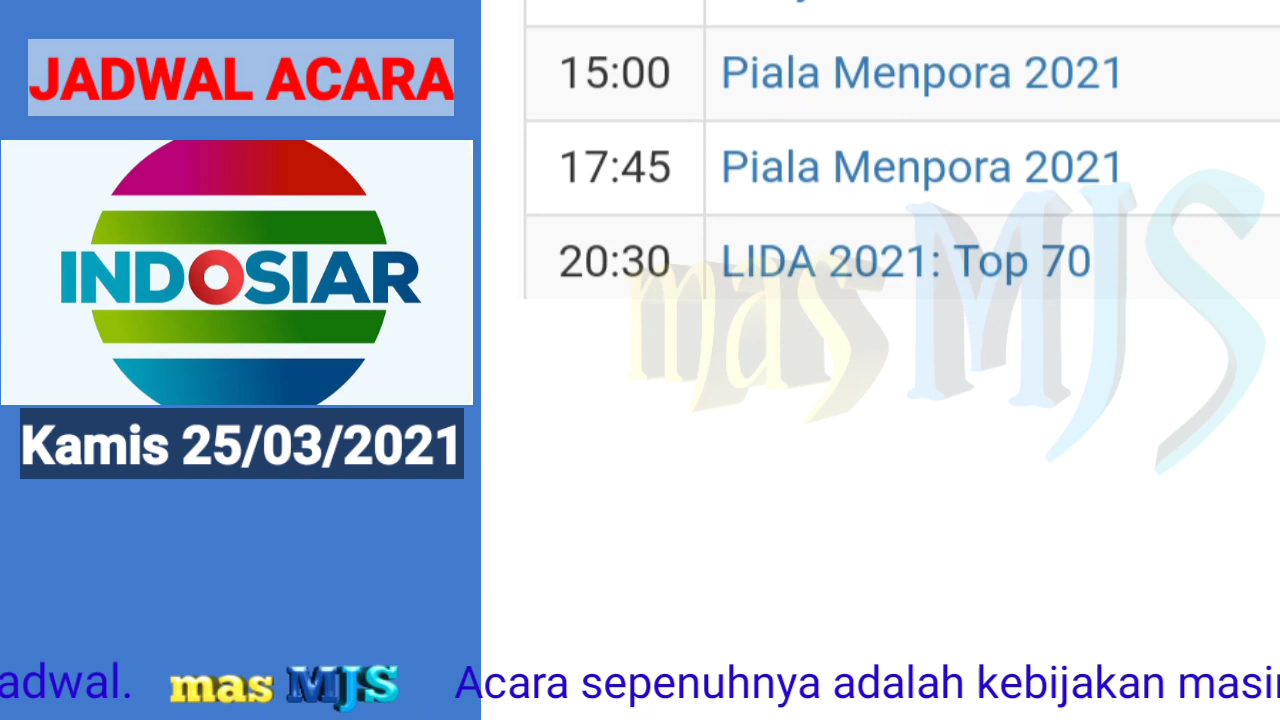 JADWAL ACARA
INDOSIAR
Kamis 25/03/2021
15:00 Piala Menpora 2021
17:45 Piala Menpora 2021
20:30 LIDA 2021: Top 70
mas MJS
adwal. mas MJS Acara sepenuhnya adalah kebijakan